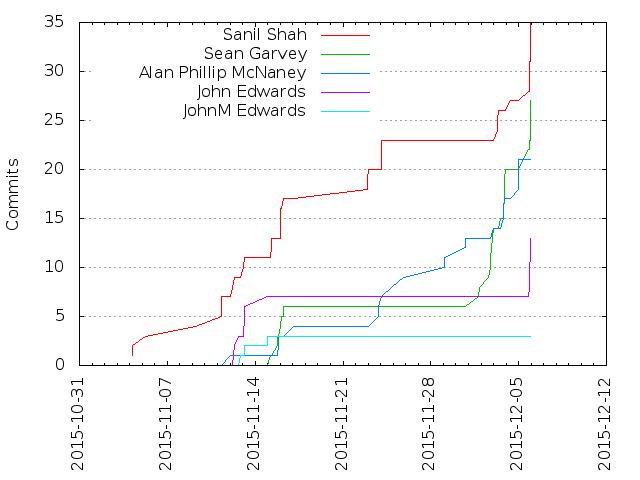 35
30
25
20
15
10
5
0
Commits
Sanil Shah
Sean Garvey
Alan Phillip McNaney
John Edwards
JohnM Edwards
2015-10-31
2015-11-07
2015-11-14
2015-11-21
2015-11-28
2015-12-05
2015-12-12